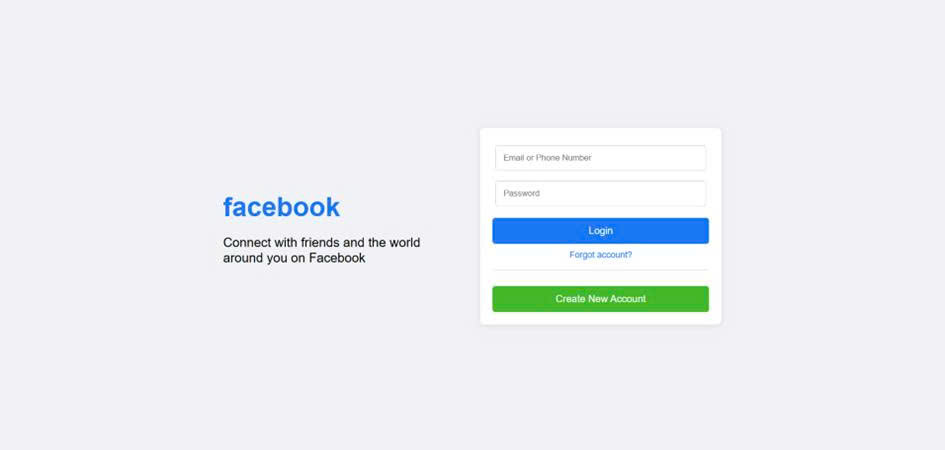 facebook
Connect with friends and the world
around you on Facebook
Email or Phone Number
Password
Login
Forgot account?
Create New Account